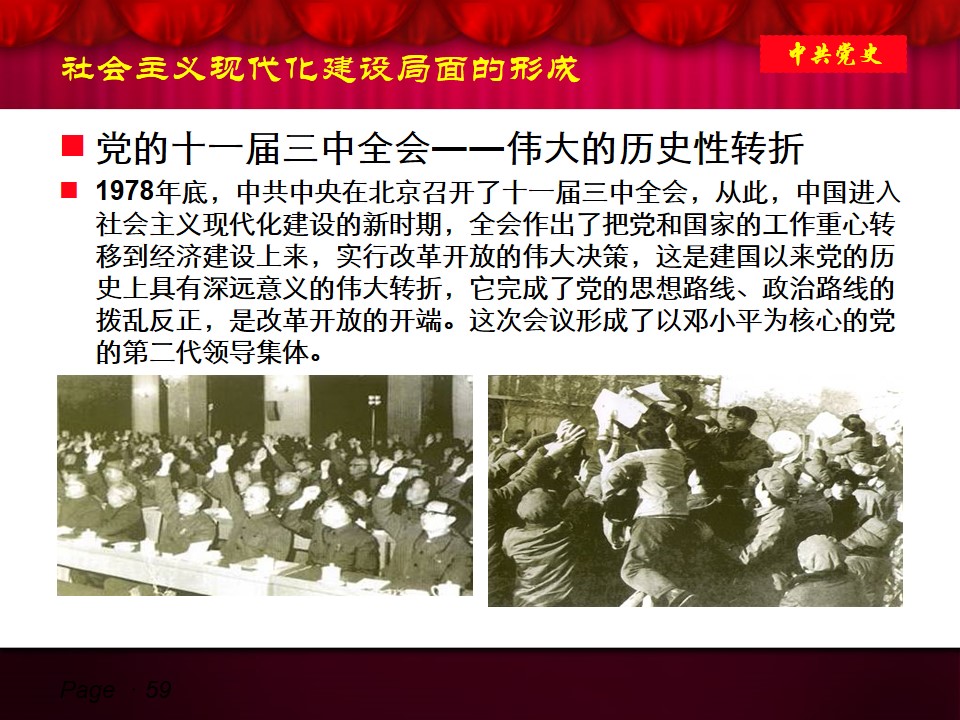 社会主义现代化建设局面的形成
中共党史
党的十一届三中全会——伟大的历史性转折
1978年底，中共中央在北京召开了十一届三中全会，从此，中国进入
社会主义现代化建设的新时期，全会作出了把党和国家的工作重心转
移到经济建设上来，实行改革开放的伟大决策，这是建国以来党的历
史上具有深远意义的伟大转折，它完成了党的思想路线、政治路线的
拨乱反正，是改革开放的开端。这次会议形成了以邓小平为核心的党
的第二代领导集体。
Page 59